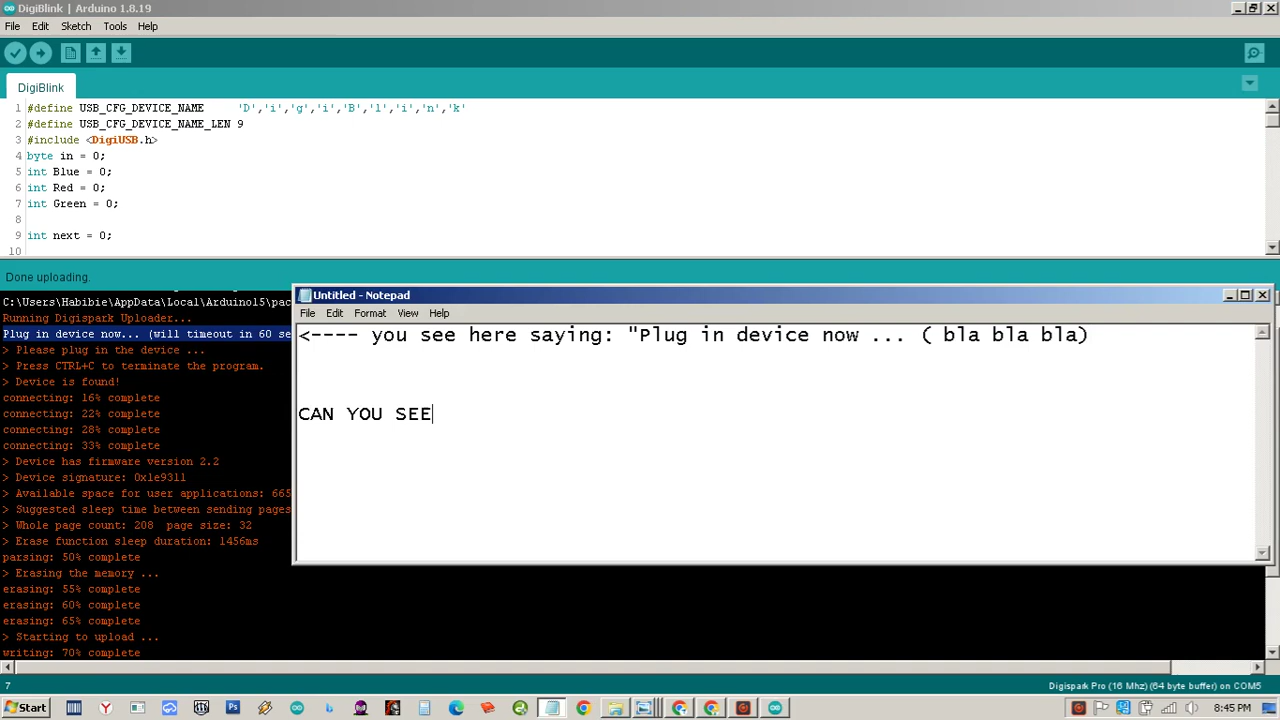 DigiBlink | Arduino 1.8.19
File Edit Sketch Tools Help
DigiBlink
1 #define USB_CFG_DEVICE_NAME 'D','i','g','i','B','l','i','n','k'
2 #define USB_CFG_DEVICE_NAME_LEN 9
3 #include <DigiUSB.h>
4 byte in = 0;
5 int Blue = 0;
6 int Red = 0;
7 int Green = 0;
8
9 int next = 0;
10
Done uploading.
C:\Users\Habibie\AppData\Local\Arduino15\pac
Running Digispark Uploader...
Plug in device now... (will timeout in 60 se
> Please plug in the device ...
> Press CTRL+C to terminate the program.
> Device is found!
connecting: 16% complete
connecting: 22% complete
connecting: 28% complete
connecting: 33% complete
> Device has firmware version 2.2
> Device signature: 0x1e9311
> Available space for user applications: 665
> Suggested sleep time between sending pages
> Whole page count: 208 page size: 32
> Erase function sleep duration: 1456ms
parsing: 50% complete
> Erasing the memory ...
erasing: 55% complete
erasing: 60% complete
erasing: 65% complete
> Starting to upload ...
writing: 70% complete
Untitled - Notepad
File Edit Format View Help
<---- you see here saying: "Plug in device now ... ( bla bla bla)
CAN YOU SEE
7 Digispark Pro (16 Mhz) (64 byte buffer) on COM5
Start 8:45 PM